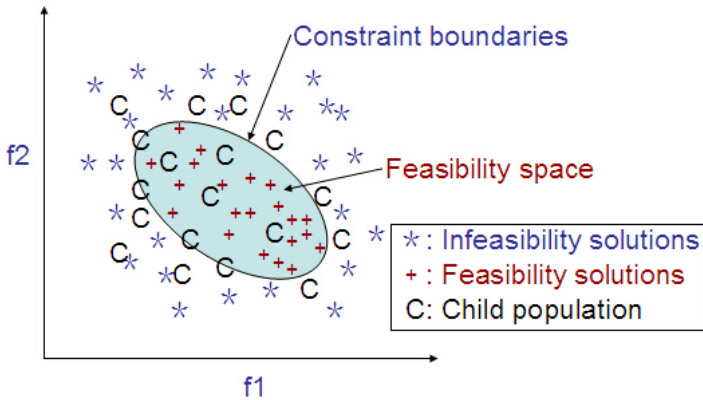 Constraint boundaries
f2
Feasibility space
* : Infeasibility solutions
+ : Feasibility solutions
C: Child population
f1